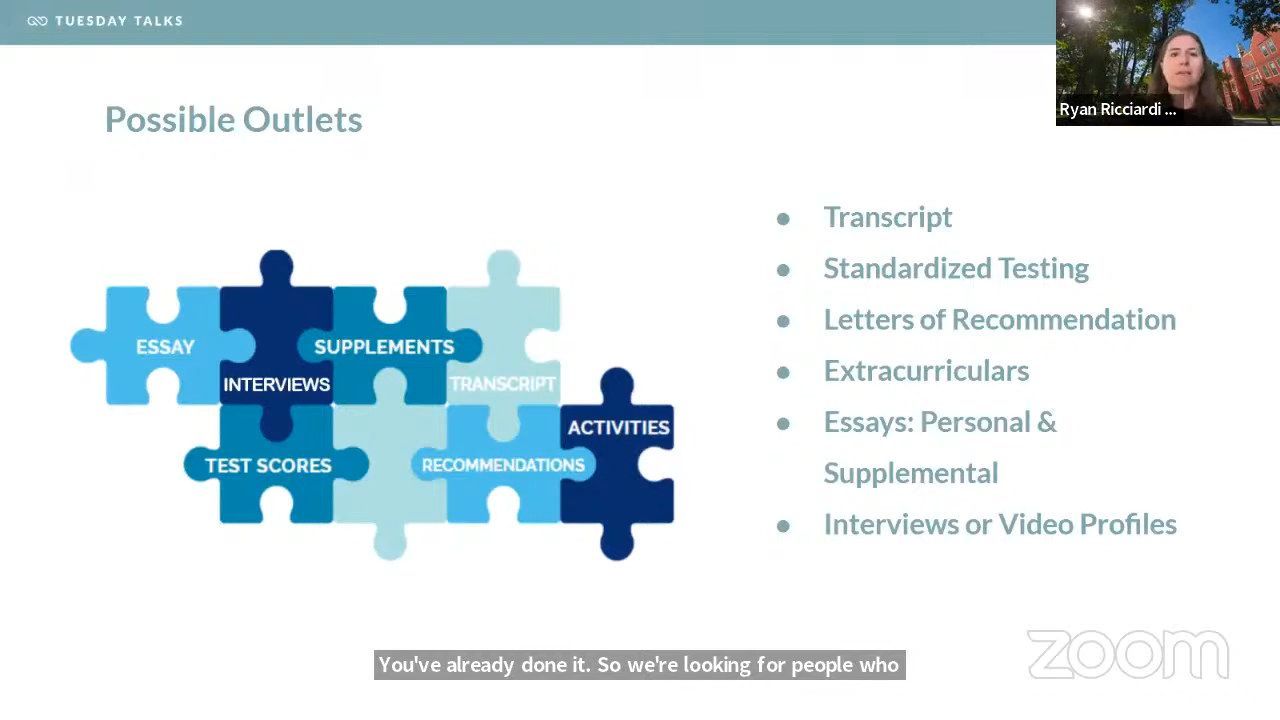 TUESDAY TALKS
Ryan Ricciardi ...
Possible Outlets
ESSAY
INTERVIEWS
SUPPLEMENTS
TRANSCRIPT
TEST SCORES
RECOMMENDATIONS
ACTIVITIES
● Transcript
● Standardized Testing
● Letters of Recommendation
● Extracurriculars
● Essays: Personal &
Supplemental
● Interviews or Video Profiles
You've already done it. So we're looking for people who
zoom